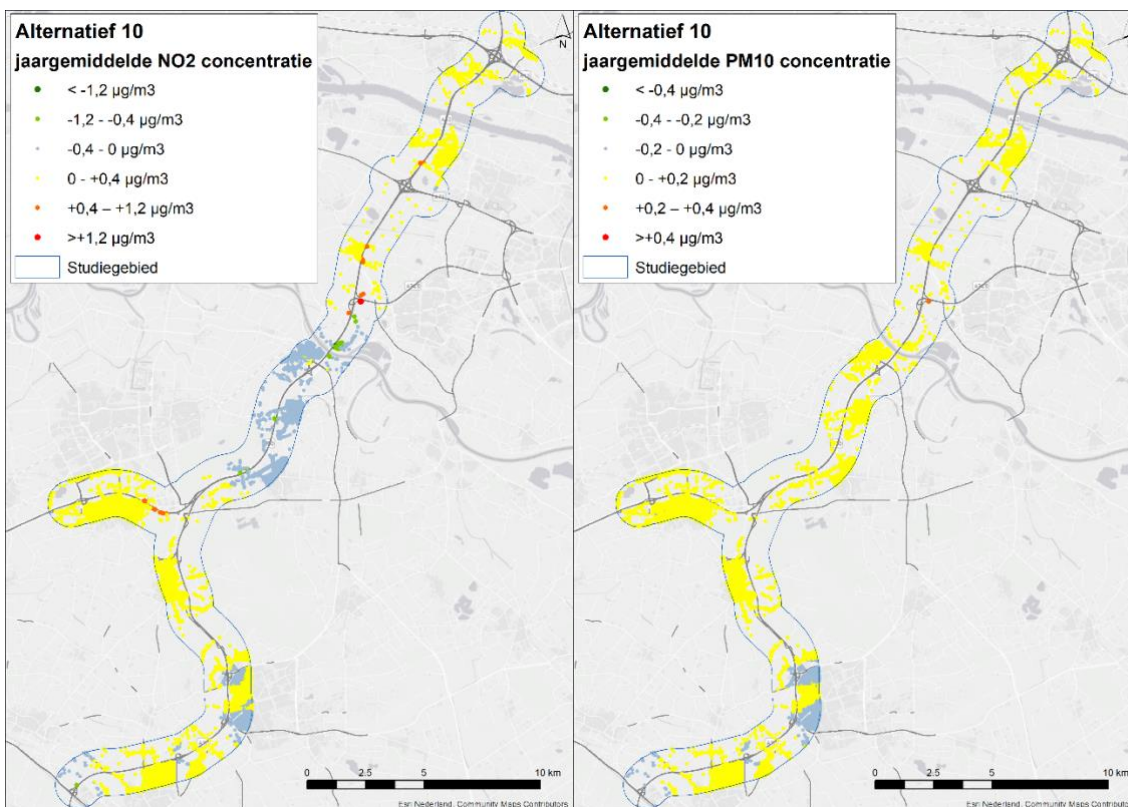 Alternatief 10
jaargemiddelde NO2 concentratie
< -1,2 µg/m3
-1,2 - -0,4 µg/m3
-0,4 - 0 µg/m3
0 - +0,4 µg/m3
+0,4 – +1,2 µg/m3
>+1,2 µg/m3
Studiegebied
N
0 2.5 5 10 km
Esri Nederland, Community Maps Contributors
Alternatief 10
jaargemiddelde PM10 concentratie
< -0,4 µg/m3
-0,4 - -0,2 µg/m3
-0,2 - 0 µg/m3
0 - +0,2 µg/m3
+0,2 – +0,4 µg/m3
>+0,4 µg/m3
Studiegebied
N
0 2.5 5 10 km
Esri Nederland, Community Maps Contributors